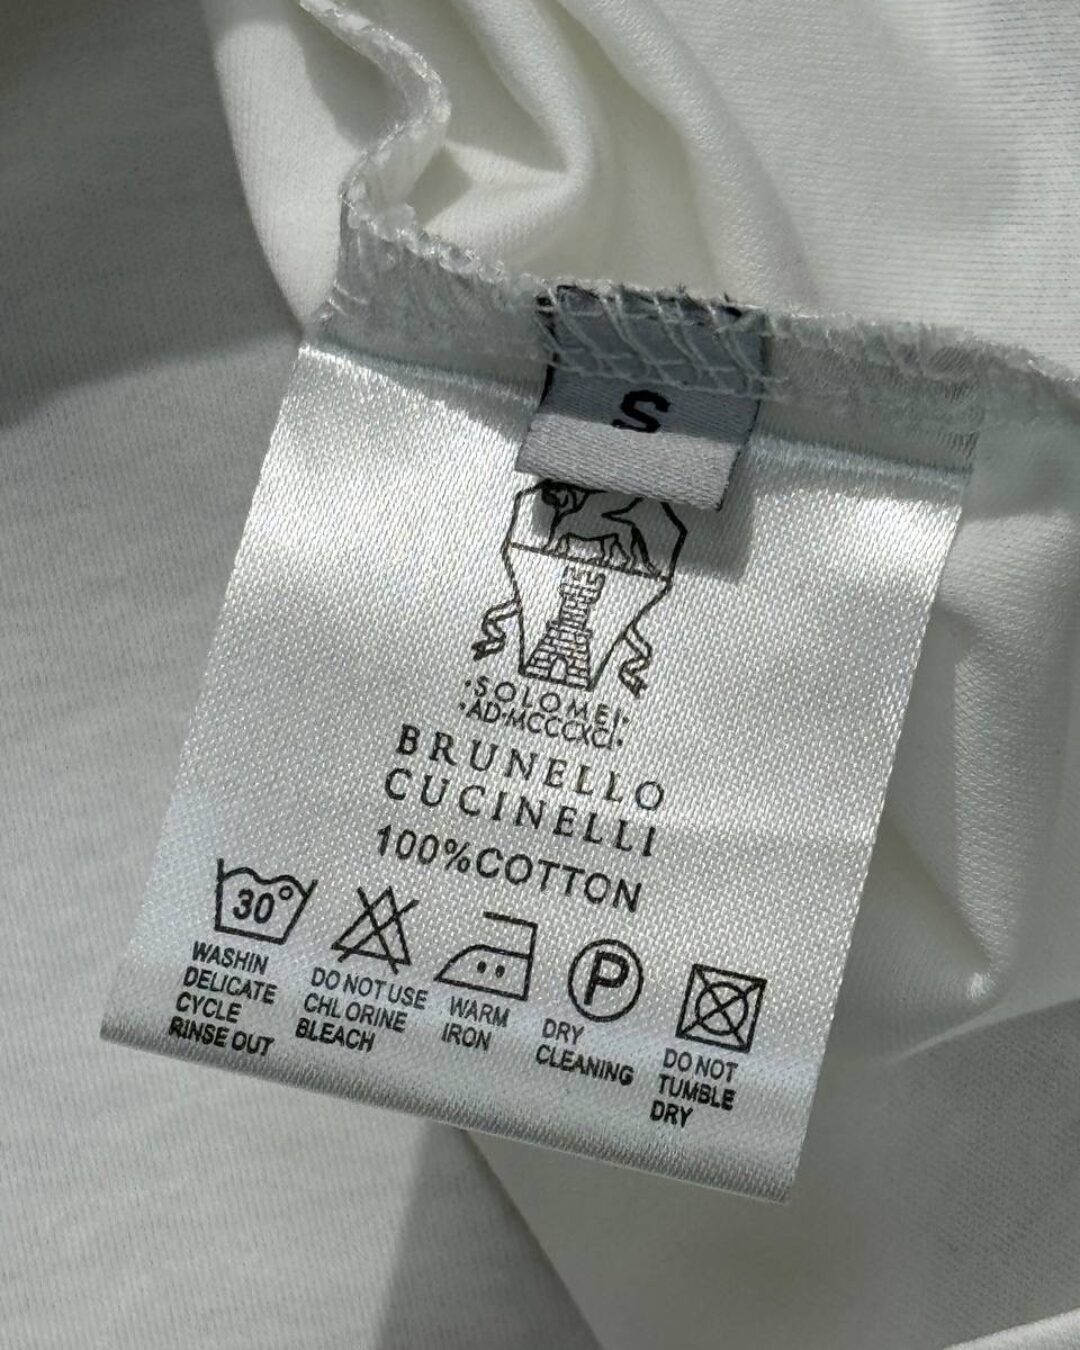 S
·SOLOMEI·
·AD·MCCCXCI·
BRUNELLO
CUCINELLI
100%COTTON
30°
WASHIN
DELICATE
CYCLE
RINSE OUT
DO NOT USE
CHLORINE
BLEACH
WARM
IRON
P
DRY
CLEANING
DO NOT
TUMBLE
DRY